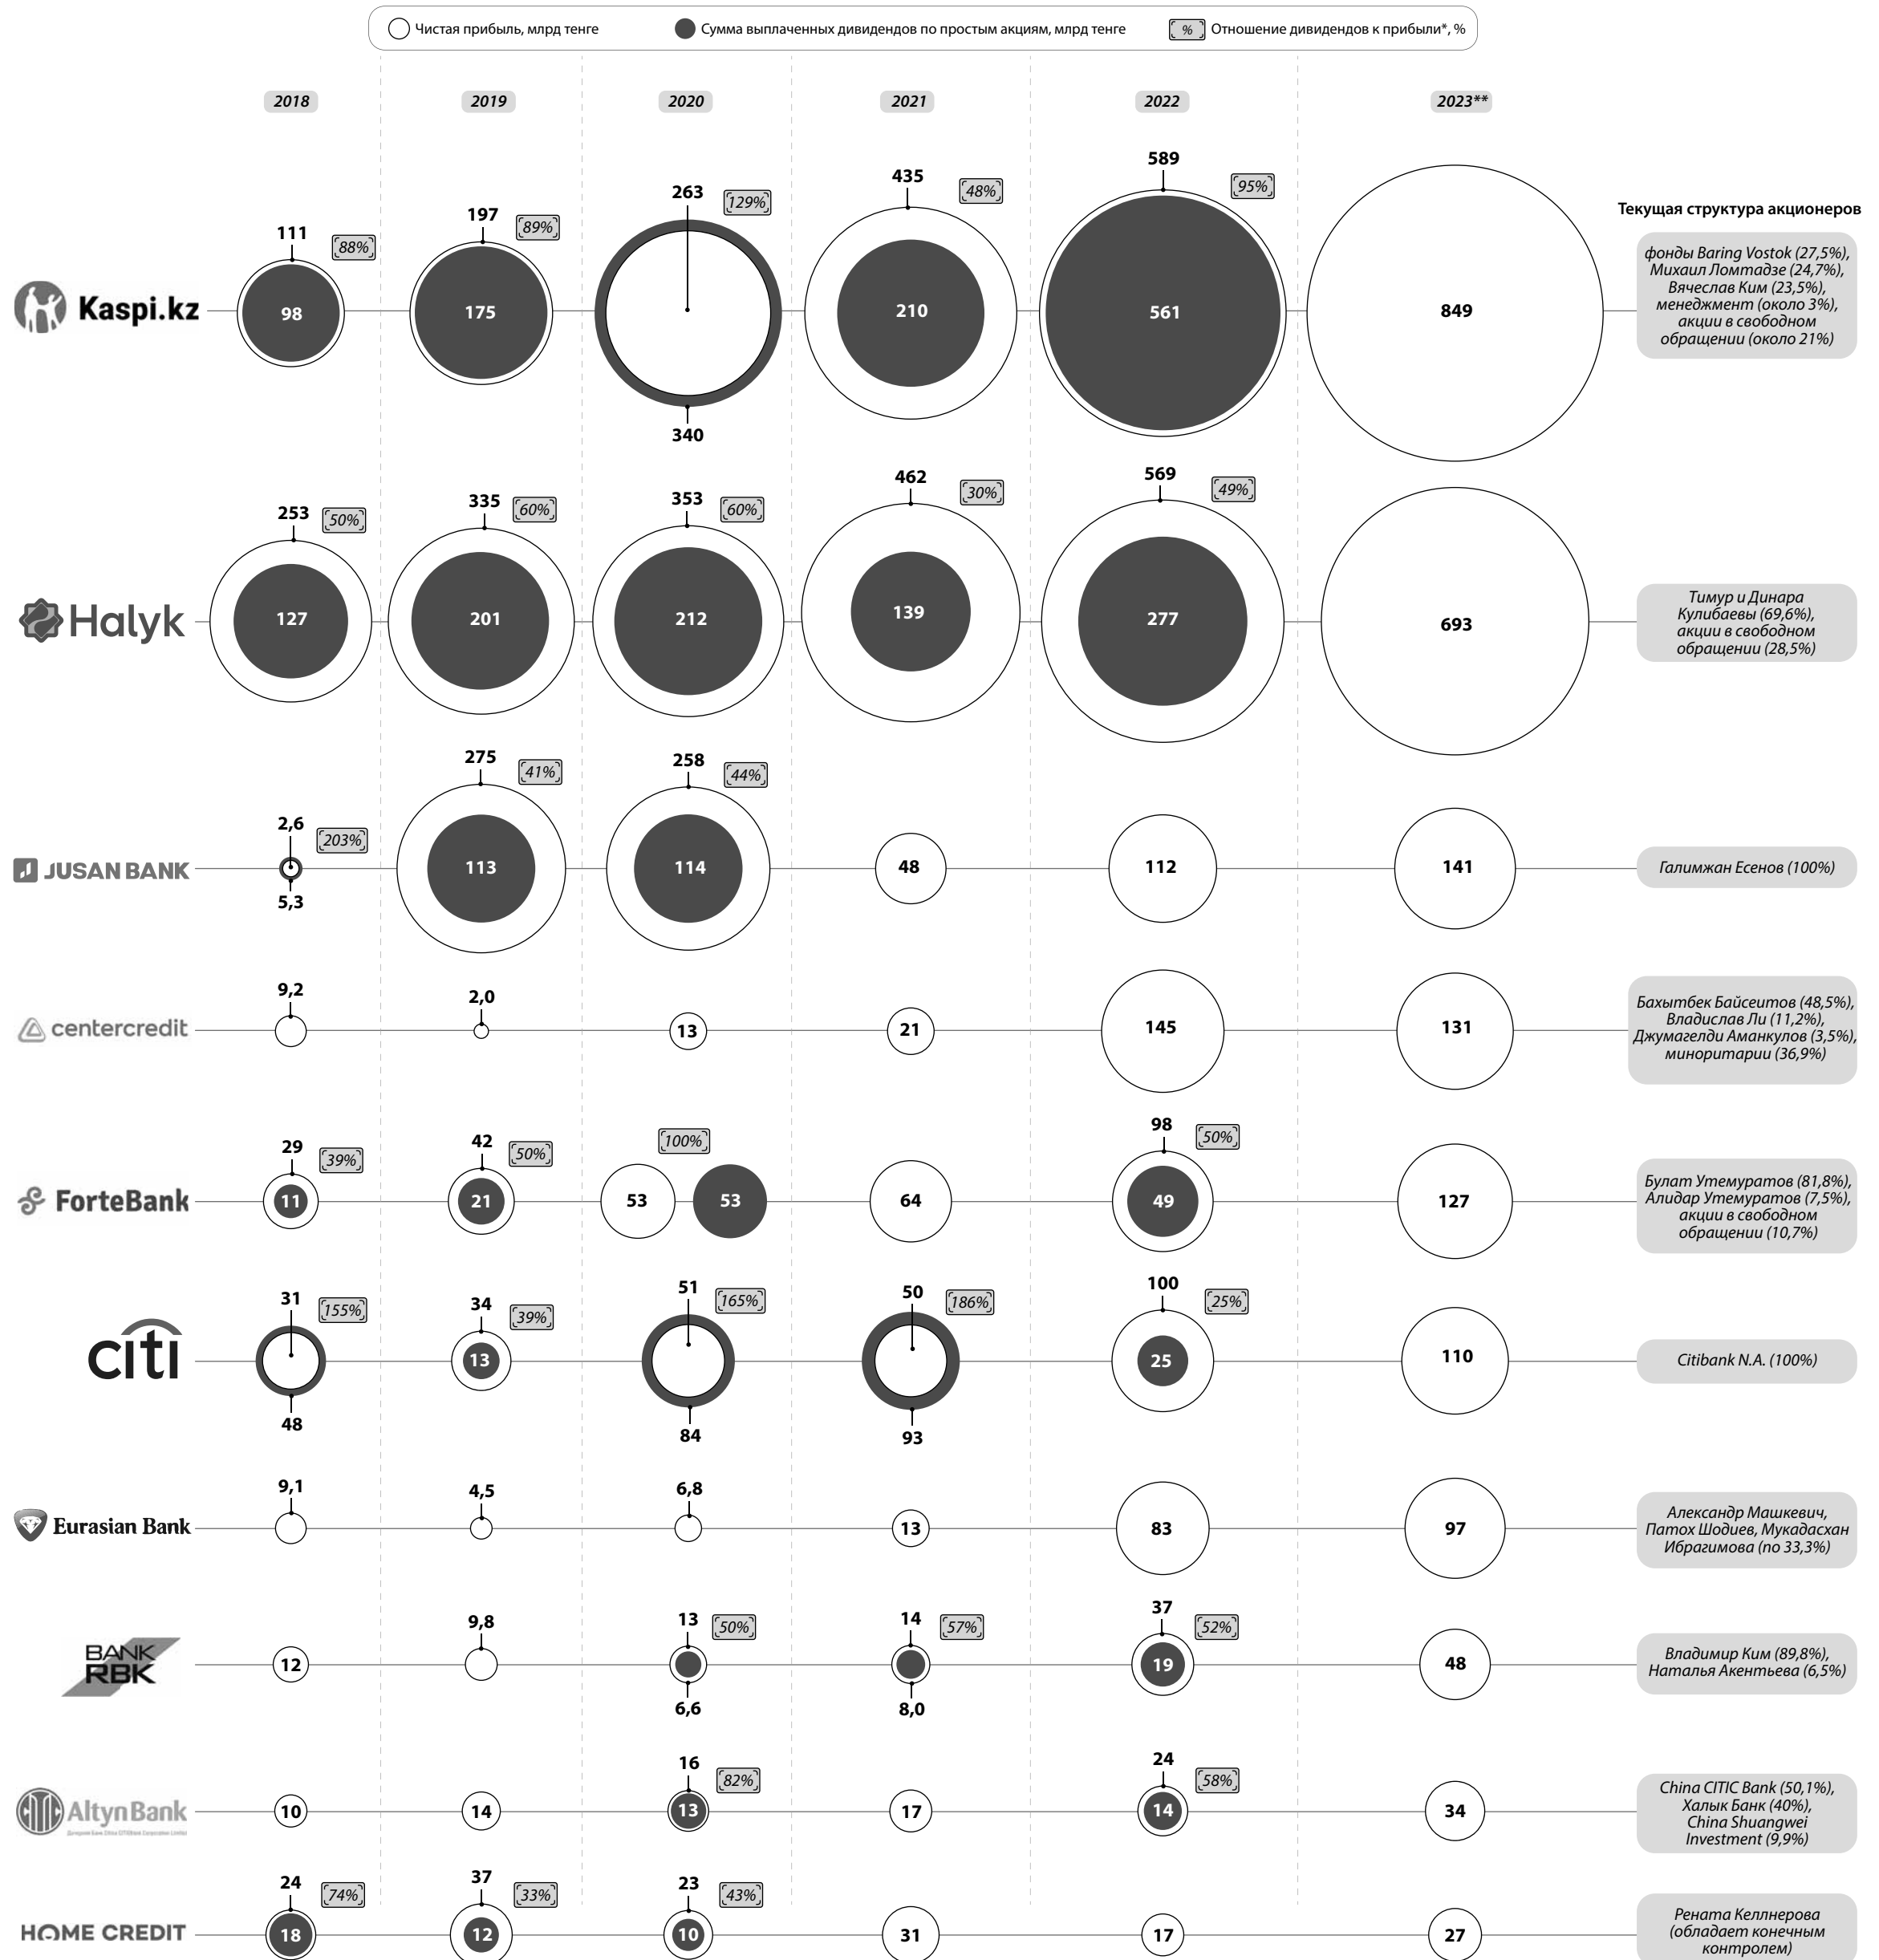 Чистая прибыль, млрд тенге
Сумма выплаченных дивидендов по простым акциям, млрд тенге
% Отношение дивидендов к прибыли*, %
2018
2019
2020
2021
2022
2023**
Текущая структура акционеров
Kaspi.kz
111
88%
98
197
89%
175
263
129%
340
435
48%
210
589
95%
561
849
фонды Baring Vostok (27,5%),
Михаил Ломтадзе (24,7%),
Вячеслав Ким (23,5%),
менеджмент (около 3%),
акции в свободном
обращении (около 21%)
Halyk
253
50%
127
335
60%
201
353
60%
212
462
30%
139
569
49%
277
693
Тимур и Динара
Кулибаевы (69,6%),
акции в свободном
обращении (28,5%)
JUSAN BANK
2,6
203%
5,3
275
41%
113
258
44%
114
48
112
141
Галимжан Есенов (100%)
centercredit
9,2
2,0
13
21
145
131
Бахытбек Байсеитов (48,5%),
Владислав Ли (11,2%),
Джумагелди Аманкулов (3,5%),
миноритарии (36,9%)
ForteBank
29
39%
11
42
50%
21
100%
53
53
64
98
50%
49
127
Булат Утемуратов (81,8%),
Алидар Утемуратов (7,5%),
акции в свободном
обращении (10,7%)
citi
31
155%
48
34
39%
13
51
165%
84
50
186%
93
100
25%
25
110
Citibank N.A. (100%)
Eurasian Bank
9,1
4,5
6,8
13
83
97
Александр Машкевич,
Патох Шодиев, Мукадасхан
Ибрагимова (по 33,3%)
BANK
RBK
12
9,8
13
50%
6,6
14
57%
8,0
37
52%
19
48
Владимир Ким (89,8%),
Наталья Акентьева (6,5%)
Altyn Bank
10
14
16
82%
13
17
24
58%
14
34
China CITIC Bank (50,1%),
Халык Банк (40%),
China Shuangwei
Investment (9,9%)
HOME CREDIT
24
74%
18
37
33%
12
23
43%
10
31
17
27
Рената Келлнерова
(обладает конечным
контролем)